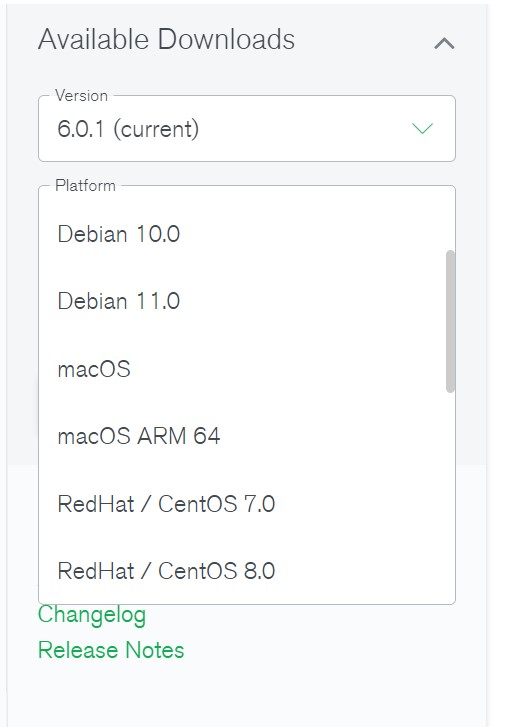 Available Downloads
Version
6.0.1 (current)
Platform
Debian 10.0
Debian 11.0
macOS
macOS ARM 64
RedHat / CentOS 7.0
RedHat / CentOS 8.0
Changelog
Release Notes